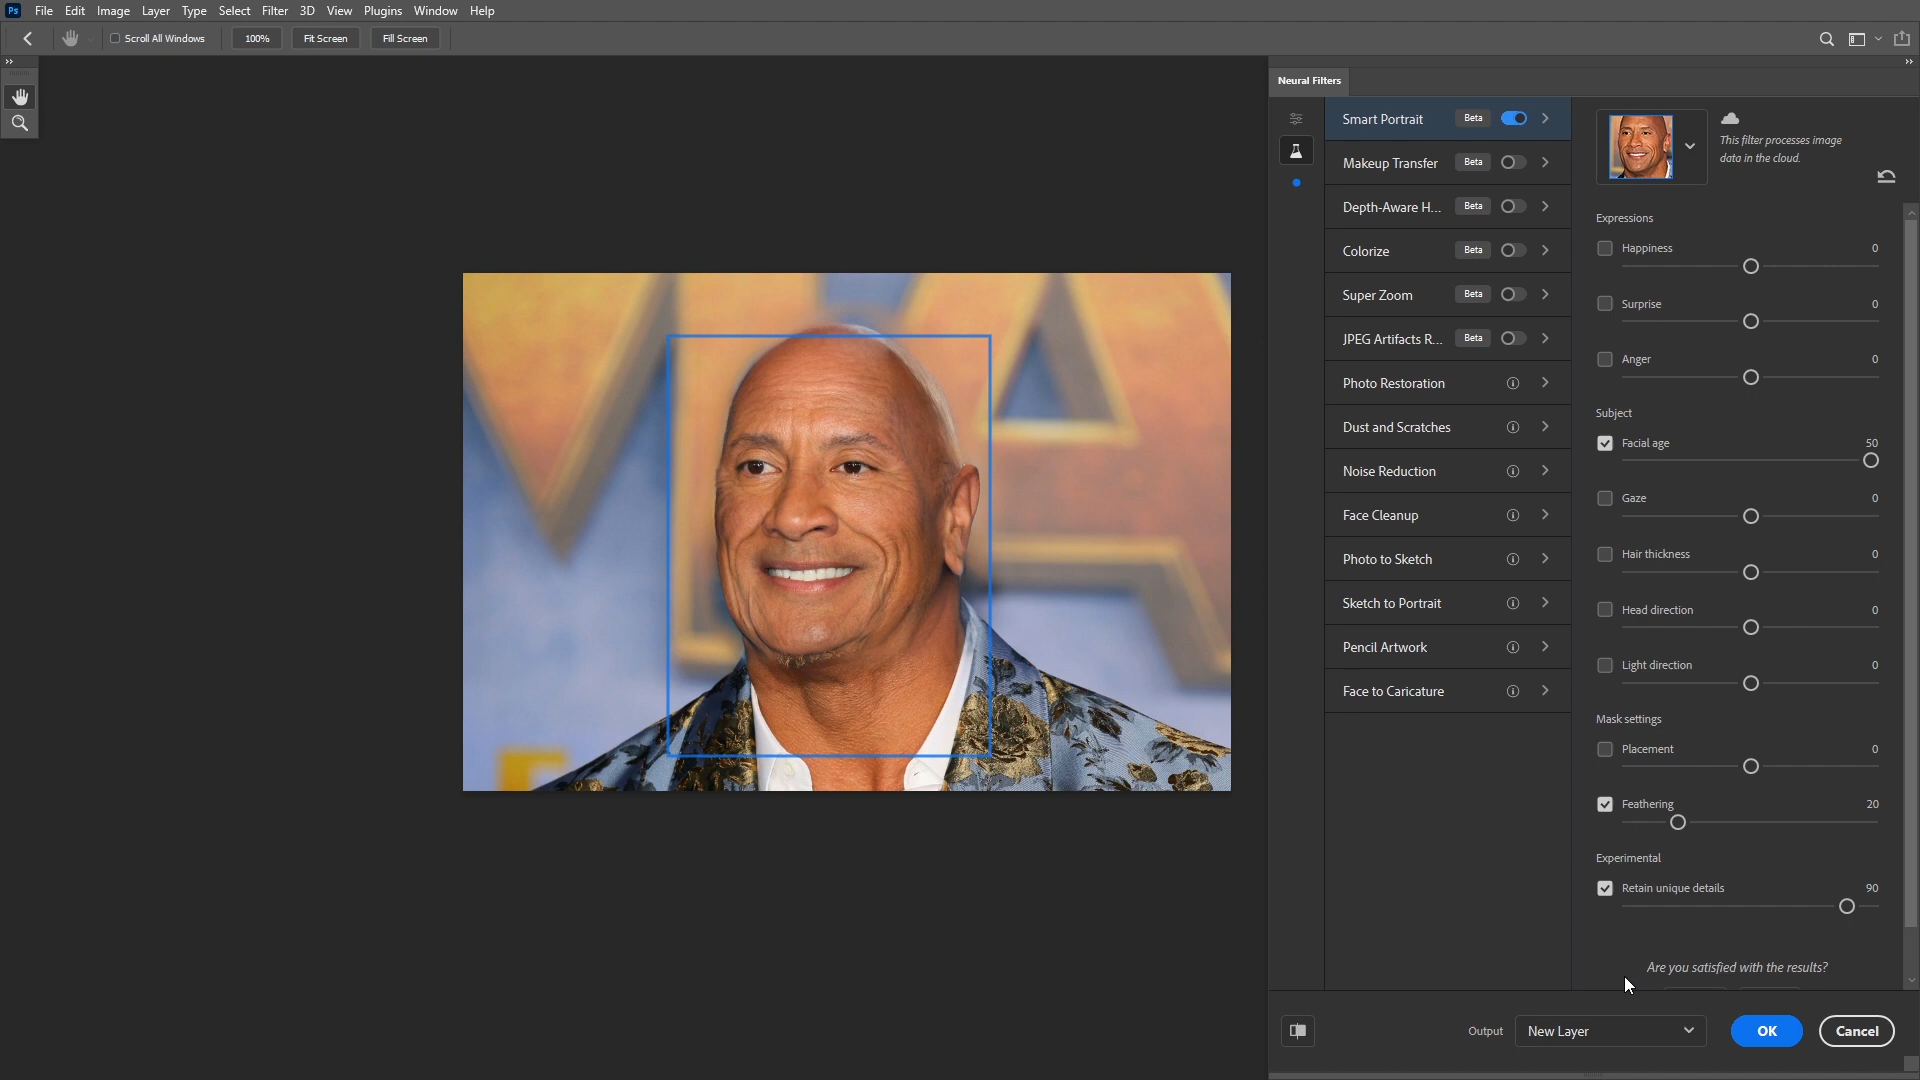 Ps File Edit Image Layer Type Select Filter 3D View Plugins Window Help
Scroll All Windows 100% Fit Screen Fill Screen
Neural Filters
Smart Portrait Beta
Makeup Transfer Beta
Depth-Aware H... Beta
Colorize Beta
Super Zoom Beta
JPEG Artifacts R... Beta
Photo Restoration
Dust and Scratches
Noise Reduction
Face Cleanup
Photo to Sketch
Sketch to Portrait
Pencil Artwork
Face to Caricature
This filter processes image
data in the cloud.
Expressions
Happiness 0
Surprise 0
Anger 0
Subject
Facial age 50
Gaze 0
Hair thickness 0
Head direction 0
Light direction 0
Mask settings
Placement 0
Feathering 20
Experimental
Retain unique details 90
Are you satisfied with the results?
Output New Layer OK Cancel